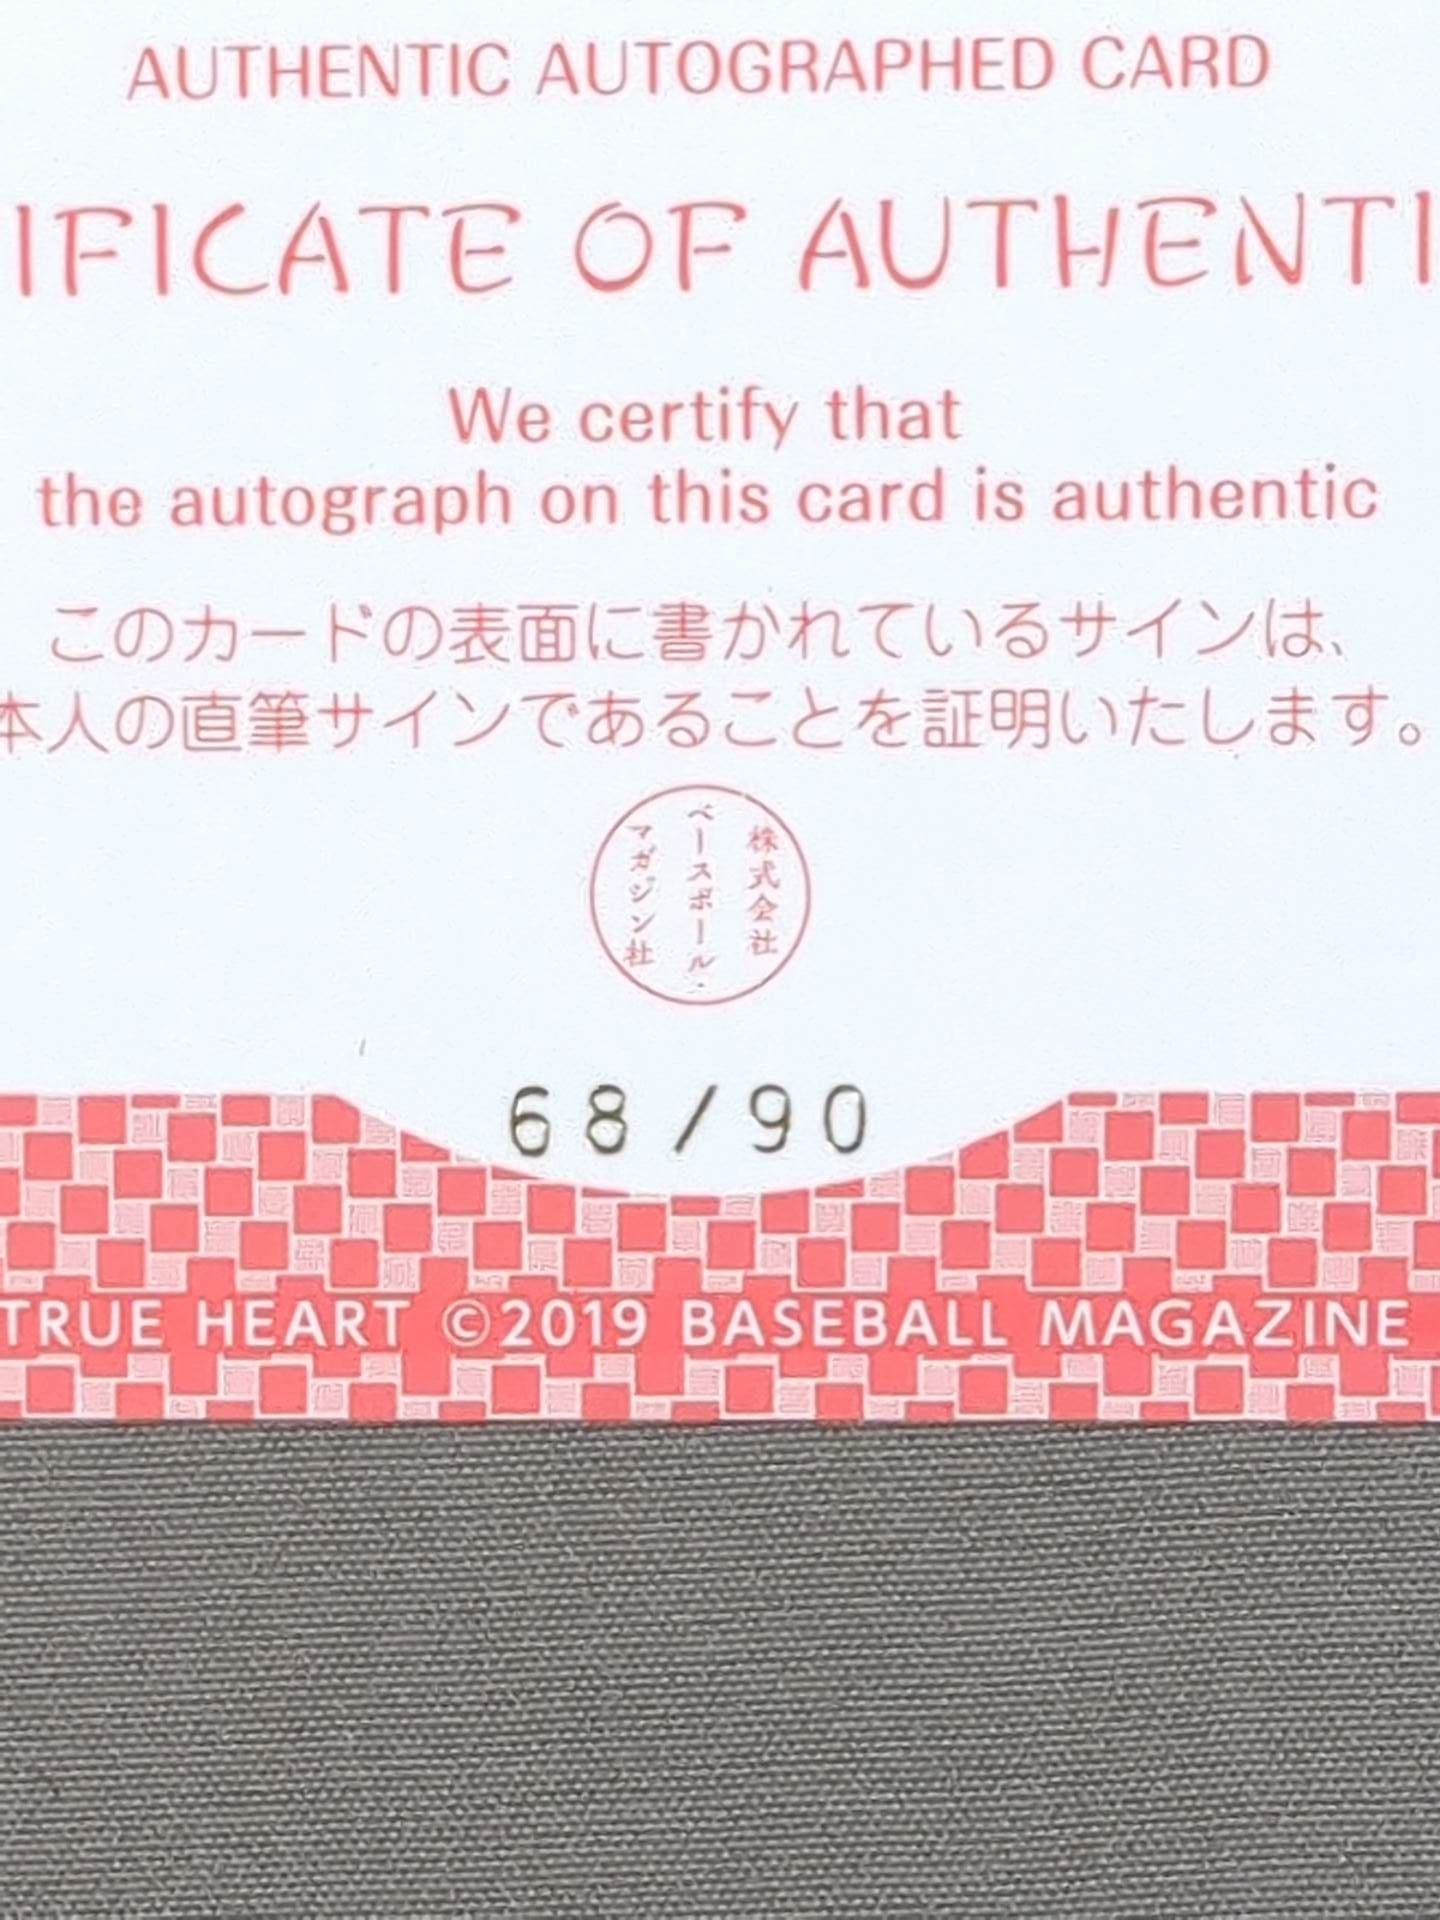 AUTHENTIC AUTOGRAPHED CARD
IFICATE OF AUTHENTI
We certify that
the autograph on this card is authentic
このカードの表面に書かれているサインは、
本人の直筆サインであることを証明いたします。
株式会社
ベースボール・
マガジン社
68/90
TRUE HEART ©2019 BASEBALL MAGAZINE